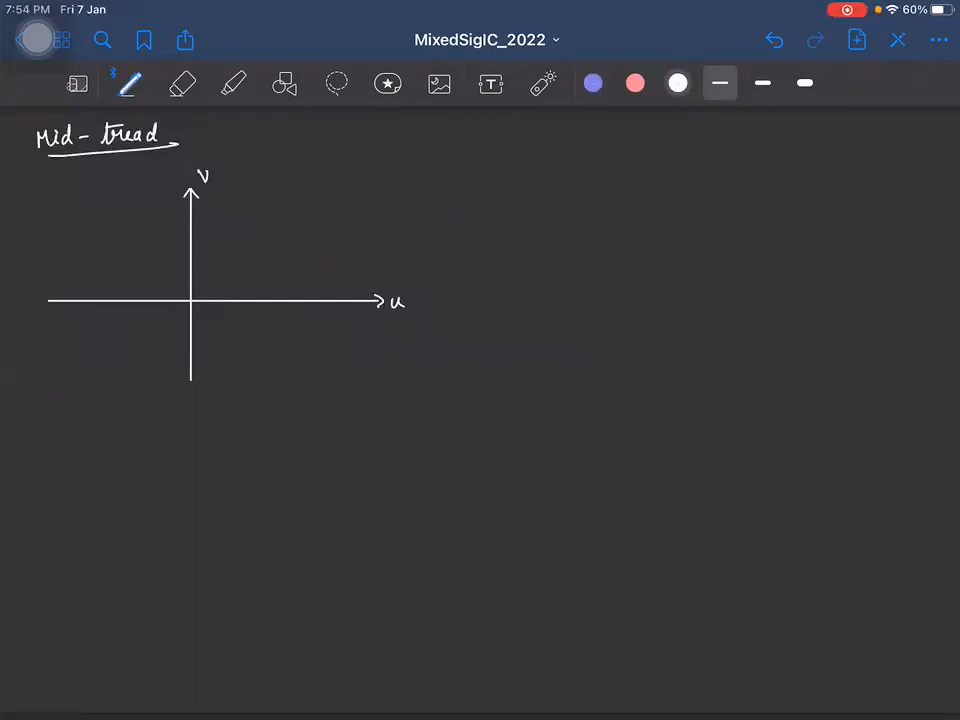 7:54 PM Fri 7 Jan 60%
MixedSigIC_2022
T
Mid - tread
v
u